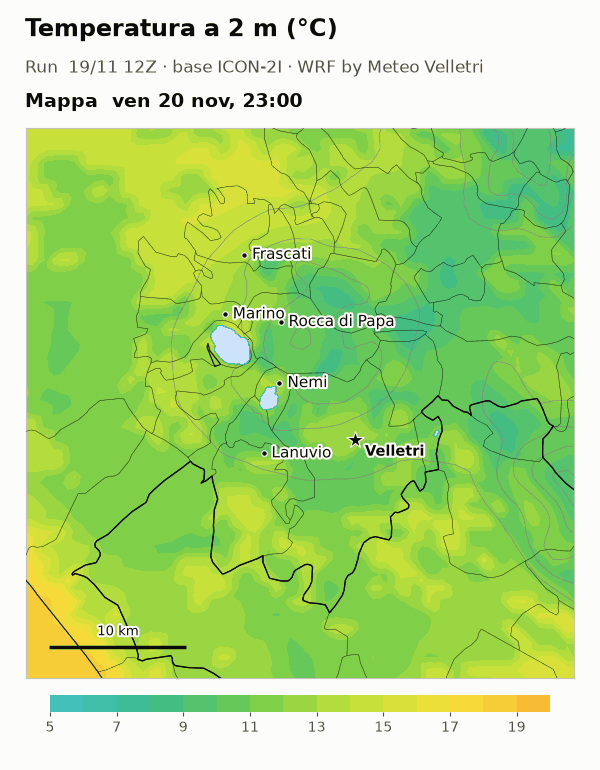 Temperatura a 2 m (°C)
Run 19/11 12Z · base ICON-2I · WRF by Meteo Velletri
Mappa ven 20 nov, 23:00
Frascati
Marino
Rocca di Papa
Nemi
Velletri
Lanuvio
10 km
5 7 9 11 13 15 17 19